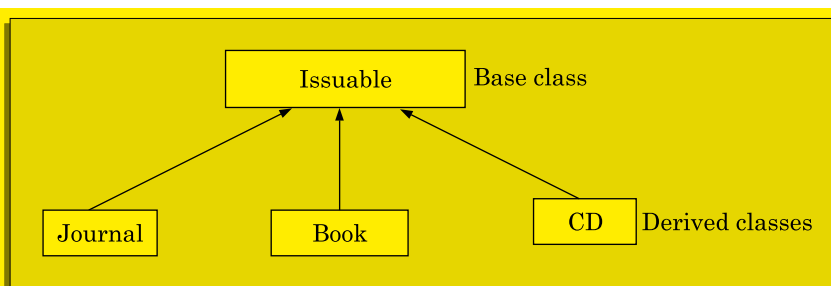 Issuable
Base class
Journal
Book
CD
Derived classes